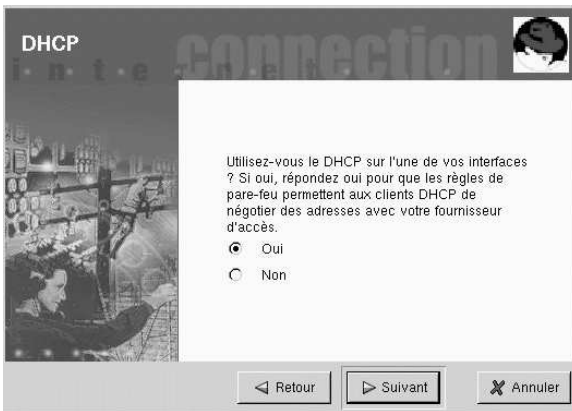 DHCP
connection
internet
Utilisez-vous le DHCP sur l'une de vos interfaces
? Si oui, répondez oui pour que les règles de
pare-feu permettent aux clients DHCP de
négotier des adresses avec votre fournisseur
d'accès.
Oui
Non
Retour
Suivant
Annuler